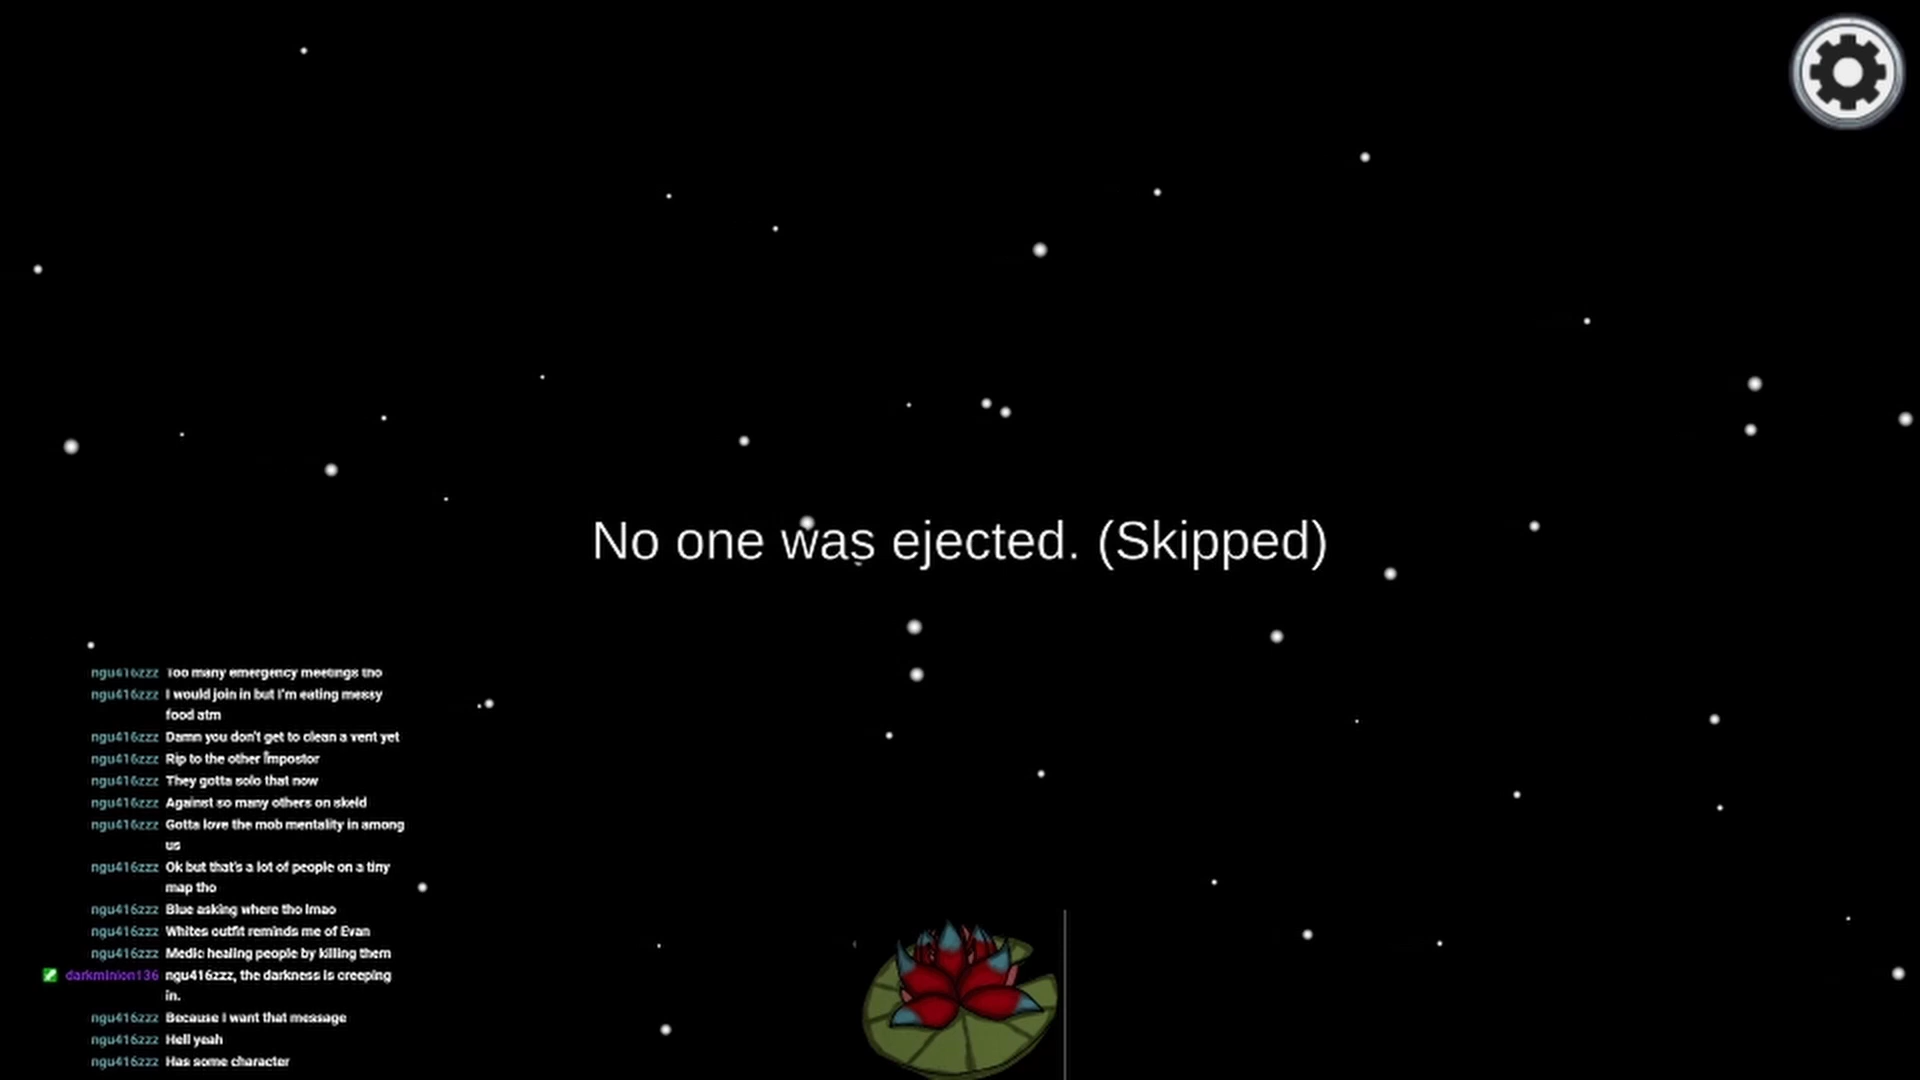 No one was ejected. (Skipped)
ngu416zzz Too many emergency meetings tho
ngu416zzz I would join in but I'm eating messy
food atm
ngu416zzz Damn you don't get to clean a vent yet
ngu416zzz Rip to the other impostor
ngu416zzz They gotta solo that now
ngu416zzz Against so many others on skeld
ngu416zzz Gotta love the mob mentality in among
us
ngu416zzz Ok but that's a lot of people on a tiny
map tho
ngu416zzz Blue asking where tho lmao
ngu416zzz Whites outfit reminds me of Evan
ngu416zzz Medic healing people by killing them
darkminion136 ngu416zzz, the darkness is creeping
in.
ngu416zzz Because I want that message
ngu416zzz Hell yeah
ngu416zzz Has some character